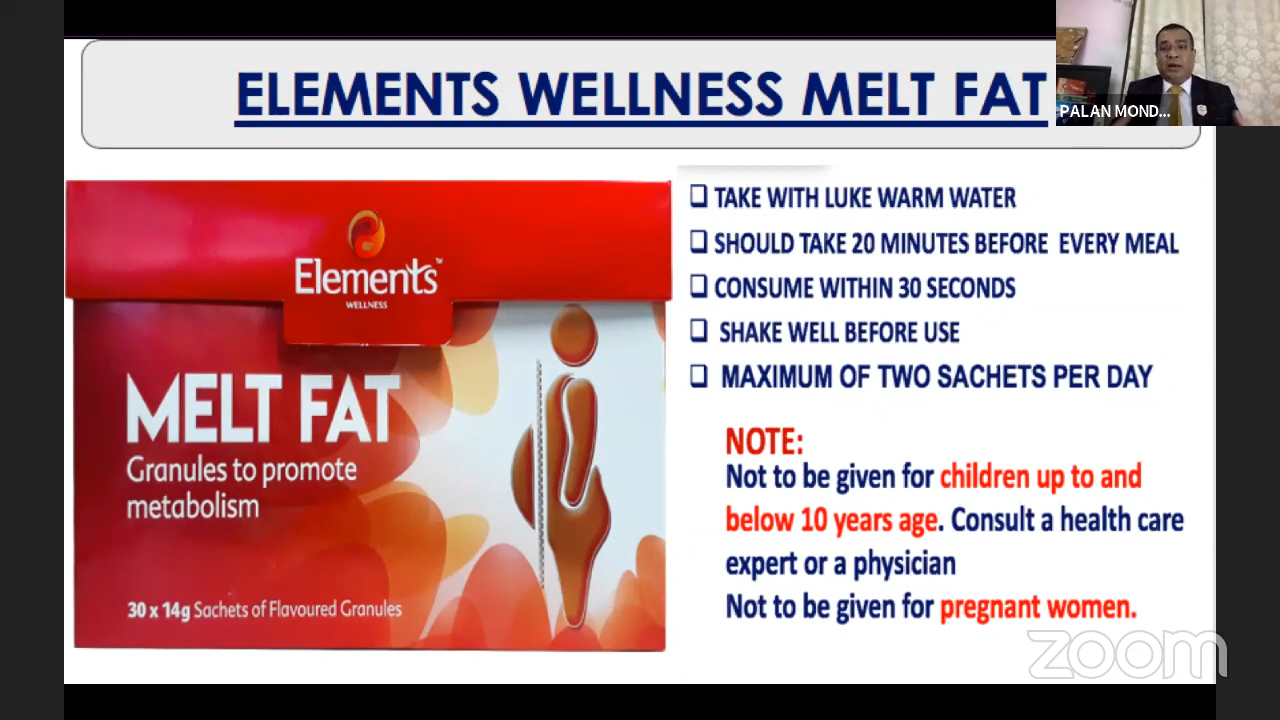 ELEMENTS WELLNESS MELT FAT
PALAN MOND...
Elements™
WELLNESS
MELT FAT
Granules to promote
metabolism
30 x 14g Sachets of Flavoured Granules
❑ TAKE WITH LUKE WARM WATER
❑ SHOULD TAKE 20 MINUTES BEFORE EVERY MEAL
❑ CONSUME WITHIN 30 SECONDS
❑ SHAKE WELL BEFORE USE
❑ MAXIMUM OF TWO SACHETS PER DAY
NOTE:
Not to be given for children up to and
below 10 years age. Consult a health care
expert or a physician
Not to be given for pregnant women.
zoom